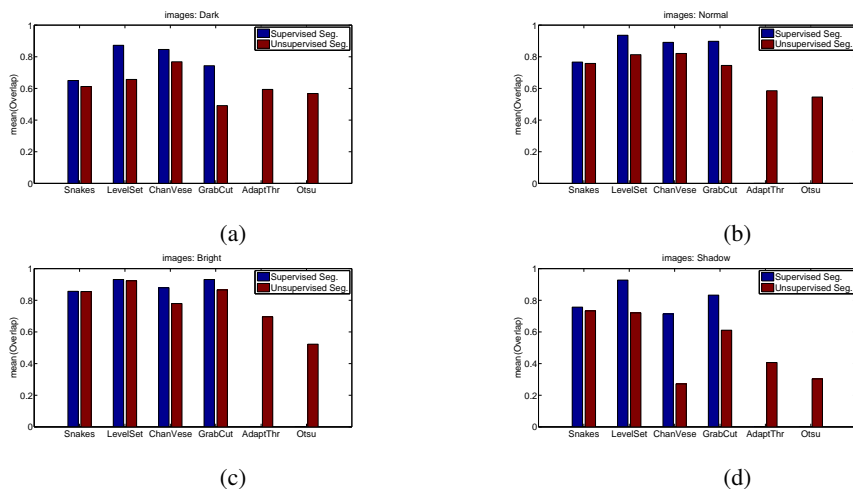 images: Dark
Supervised Seg.
Unsupervised Seg.
mean(Overlap)
1
0.8
0.6
0.4
0.2
0
Snakes LevelSet ChanVese GrabCut AdaptThr Otsu
(a)
images: Normal
Supervised Seg.
Unsupervised Seg.
mean(Overlap)
1
0.8
0.6
0.4
0.2
0
Snakes LevelSet ChanVese GrabCut AdaptThr Otsu
(b)
images: Bright
Supervised Seg.
Unsupervised Seg.
mean(Overlap)
1
0.8
0.6
0.4
0.2
0
Snakes LevelSet ChanVese GrabCut AdaptThr Otsu
(c)
images: Shadow
Supervised Seg.
Unsupervised Seg.
mean(Overlap)
1
0.8
0.6
0.4
0.2
0
Snakes LevelSet ChanVese GrabCut AdaptThr Otsu
(d)